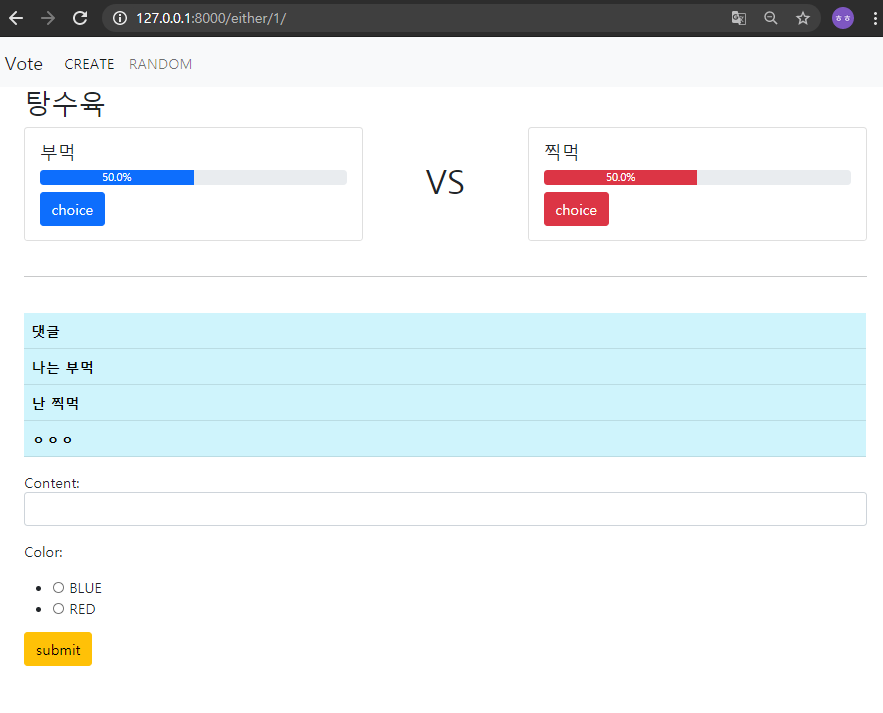 127.0.0.1:8000/either/1/
ㅎㅎ
Vote CREATE RANDOM
탕수육
부먹
50.0%
choice
VS
찍먹
50.0%
choice
댓글
나는 부먹
난 찍먹
ㅇㅇㅇ
Content:
Color:
BLUE
RED
submit